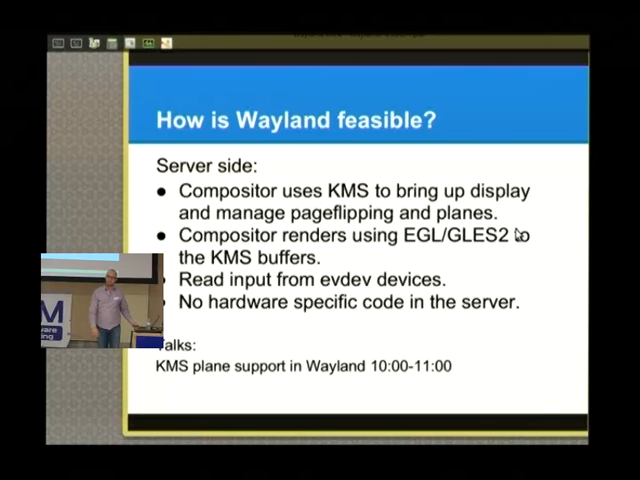 How is Wayland feasible?
Server side:
● Compositor uses KMS to bring up display
and manage pageflipping and planes.
● Compositor renders using EGL/GLES2 to
the KMS buffers.
Read input from evdev devices.
No hardware specific code in the server.
Talks:
KMS plane support in Wayland 10:00-11:00